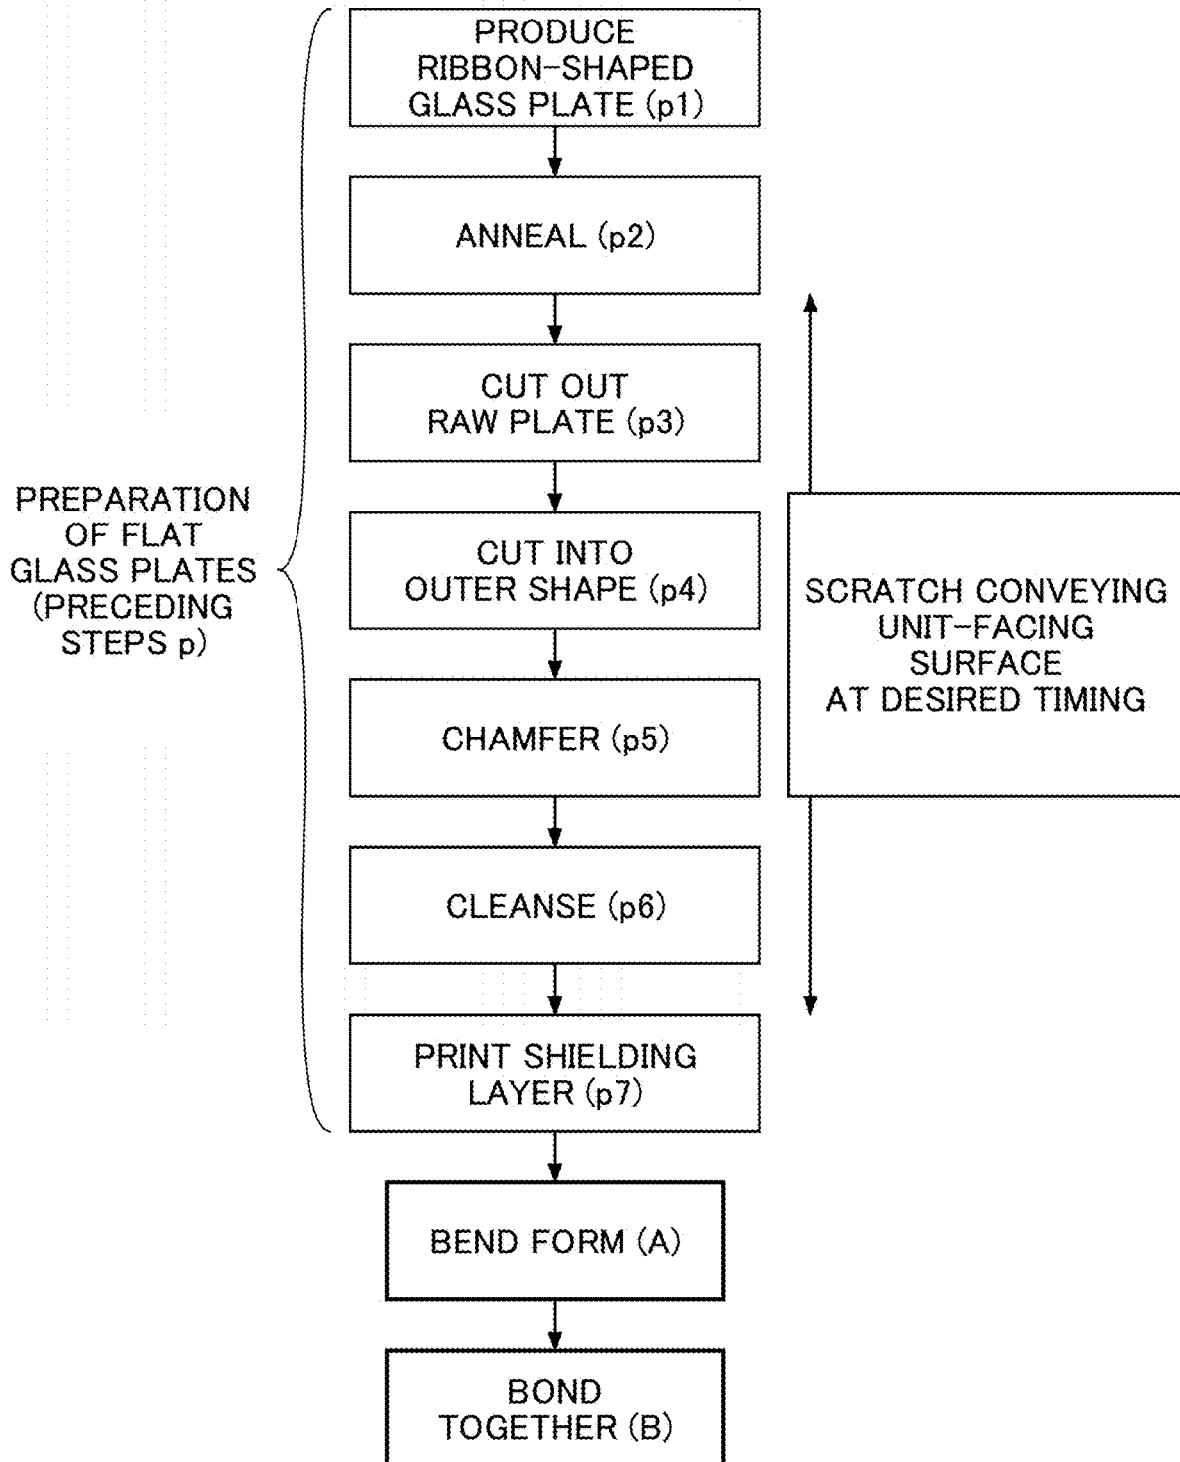 PRODUCE
RIBBON-SHAPED
GLASS PLATE (p1)
ANNEAL (p2)
CUT OUT
RAW PLATE (p3)
CUT INTO
OUTER SHAPE (p4)
CHAMFER (p5)
CLEANSE (p6)
PRINT SHIELDING
LAYER (p7)
PREPARATION
OF FLAT
GLASS PLATES
(PRECEDING
STEPS p)
SCRATCH CONVEYING
UNIT-FACING
SURFACE
AT DESIRED TIMING
BEND FORM (A)
BOND
TOGETHER (B)